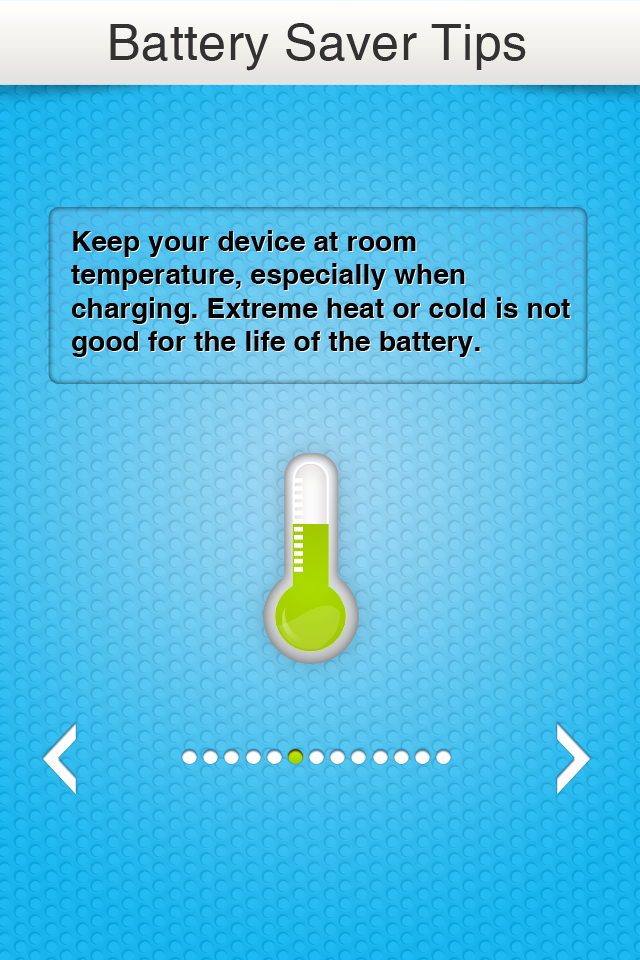 Battery Saver Tips
Keep your device at room
temperature, especially when
charging. Extreme heat or cold is not
good for the life of the battery.